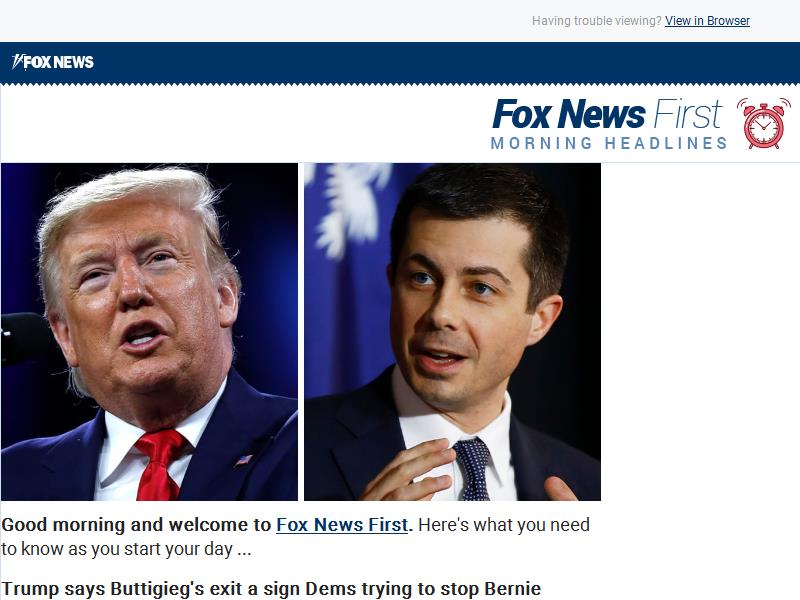 Having trouble viewing? View in Browser
FOX NEWS
Fox News First
MORNING HEADLINES
Good morning and welcome to Fox News First. Here's what you need
to know as you start your day ...
Trump says Buttigieg's exit a sign Dems trying to stop Bernie